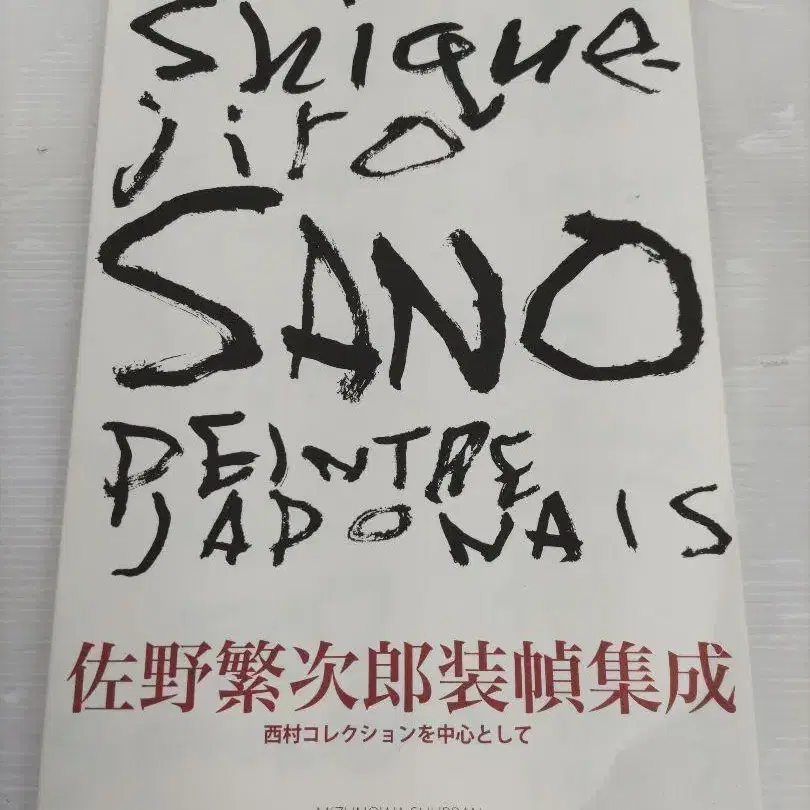 Shigue
jiro
SANO
PEINTRE
JAPONAIS
佐野繁次郎装幀集成
西村コレクションを中心として